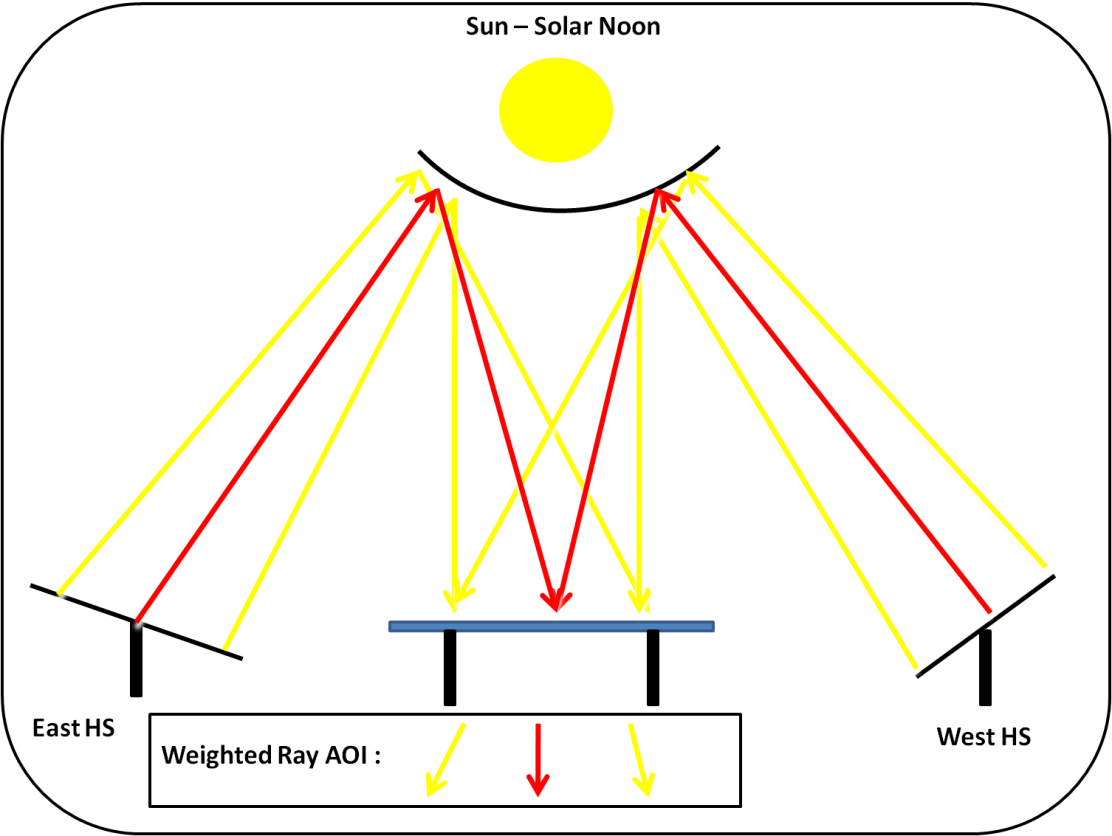 Sun – Solar Noon
East HS
West HS
Weighted Ray AOI :